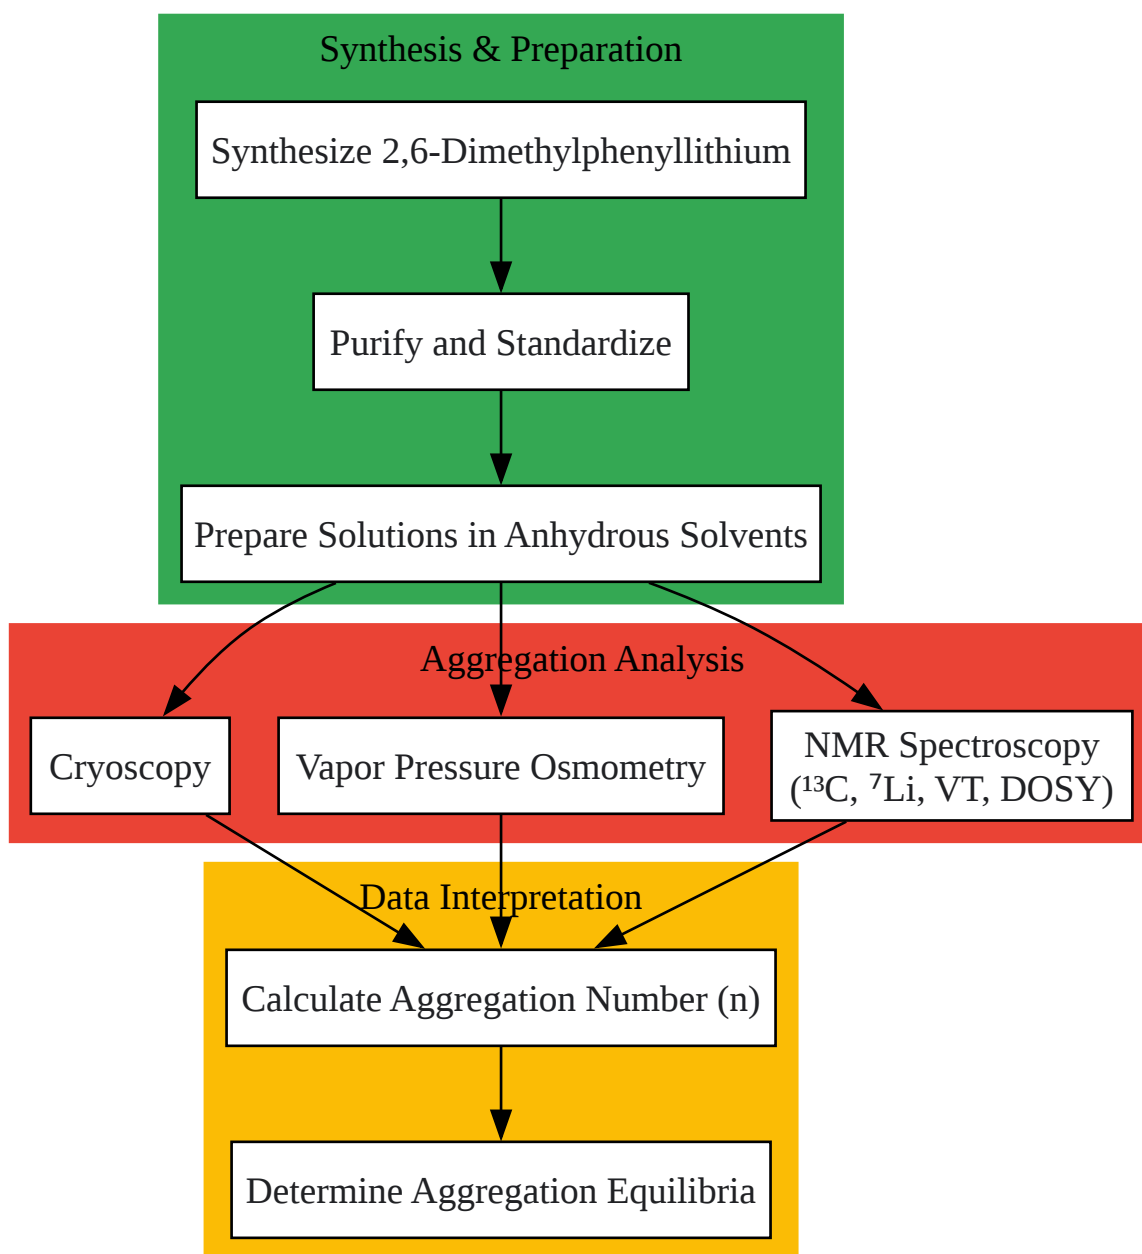 Synthesis & Preparation
Synthesize 2,6-Dimethylphenyllithium
Purify and Standardize
Prepare Solutions in Anhydrous Solvents
Aggregation Analysis
Cryoscopy
Vapor Pressure Osmometry
NMR Spectroscopy
(¹³C, ⁷Li, VT, DOSY)
Data Interpretation
Calculate Aggregation Number (n)
Determine Aggregation Equilibria